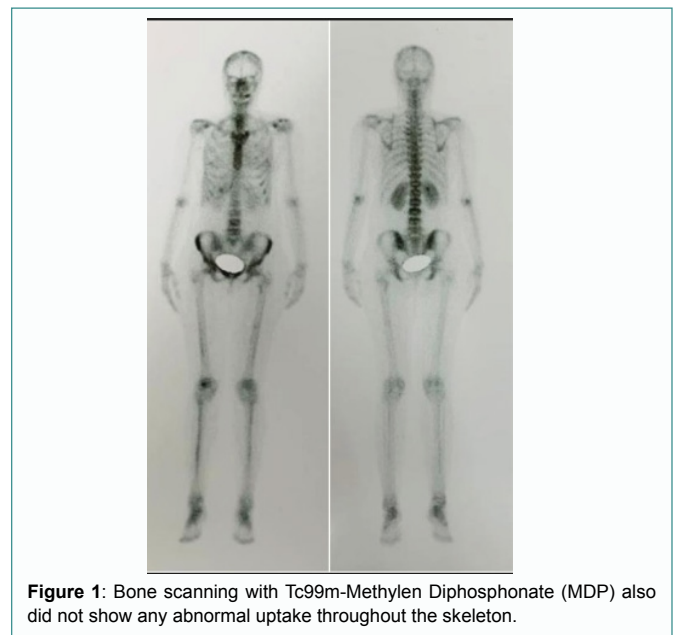 Figure 1: Bone scanning with Tc99m-Methylen Diphosphonate (MDP) also
did not show any abnormal uptake throughout the skeleton.